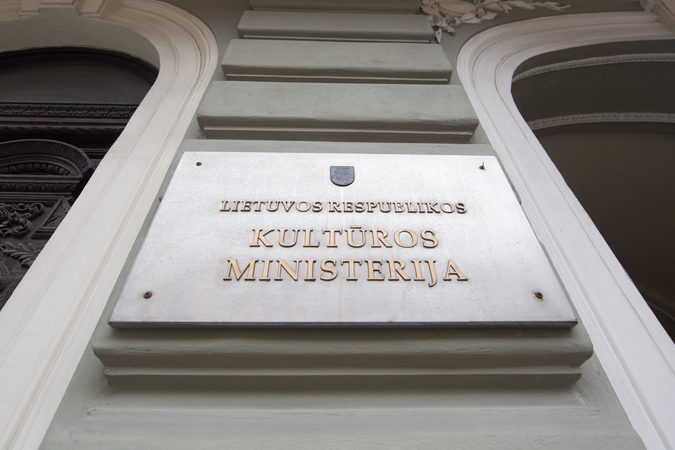 LIETUVOS RESPUBLIKOS
KULTŪROS
MINISTERIJA